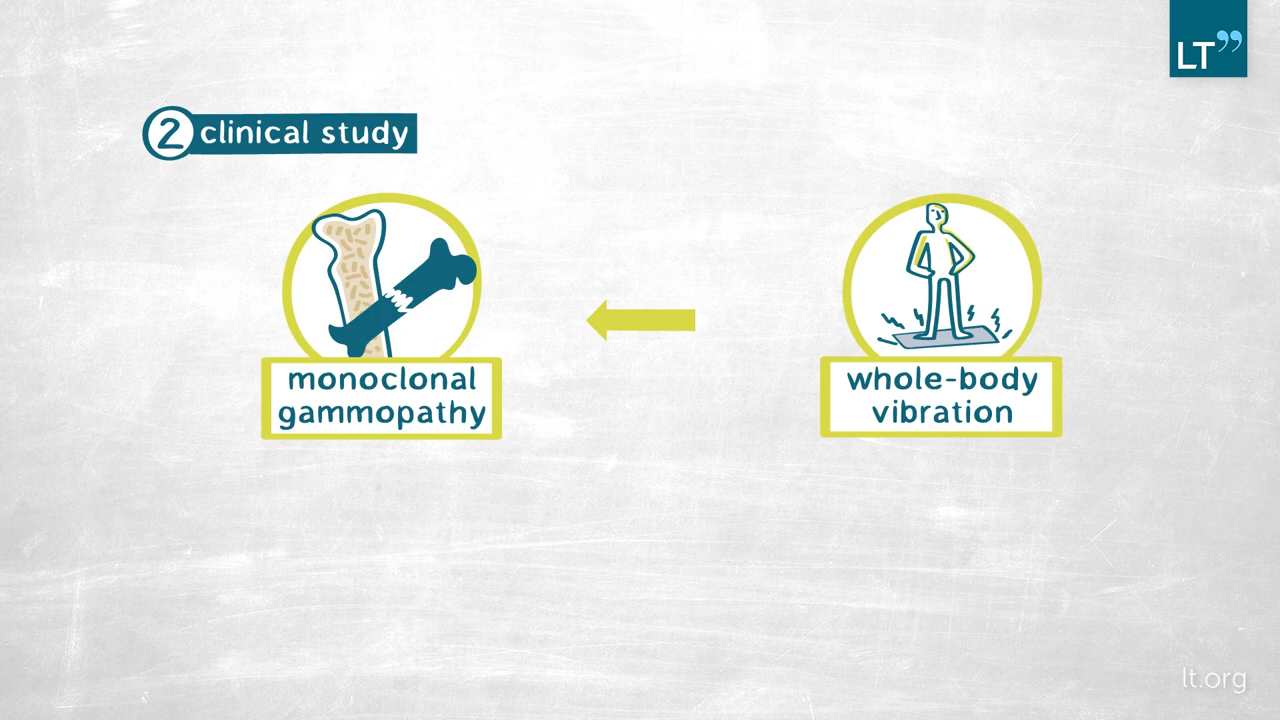 LT”
2 clinical study
monoclonal
gammopathy
whole-body
vibration
lt.org